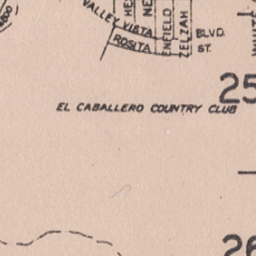 VALLEY VISTA BLVD.
ROSITA ST.
ENFIELD
ZELZAH
25
EL CABALLERO COUNTRY CLUB
26